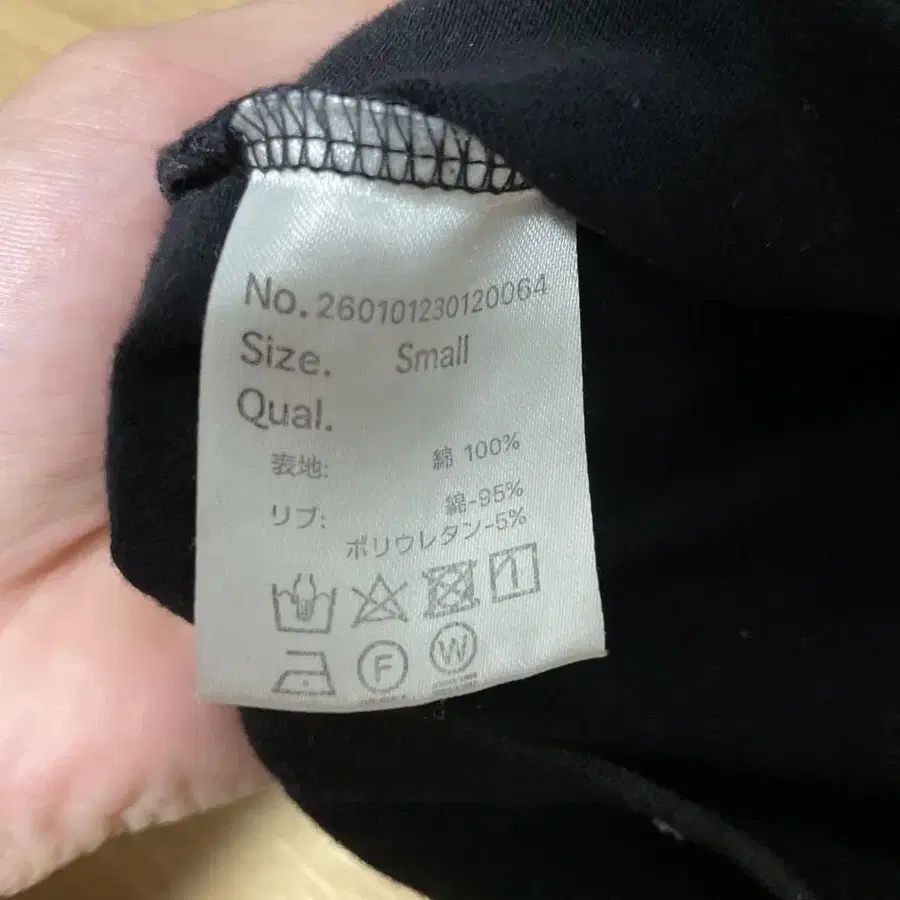 No. 260101230120064
Size. Small
Qual.
表地: 綿 100%
リブ: 綿-95%
ポリウレタン-5%
F
W